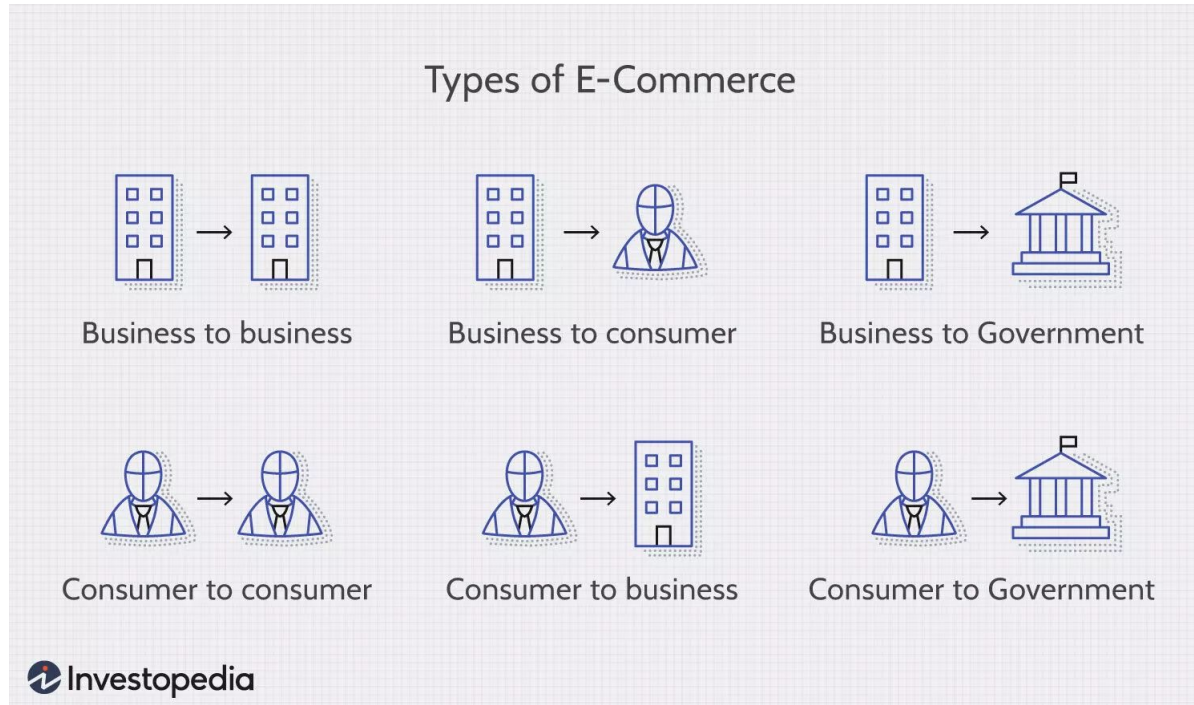 Types of E-Commerce
Business to business
Business to consumer
Business to Government
Consumer to consumer
Consumer to business
Consumer to Government
Investopedia